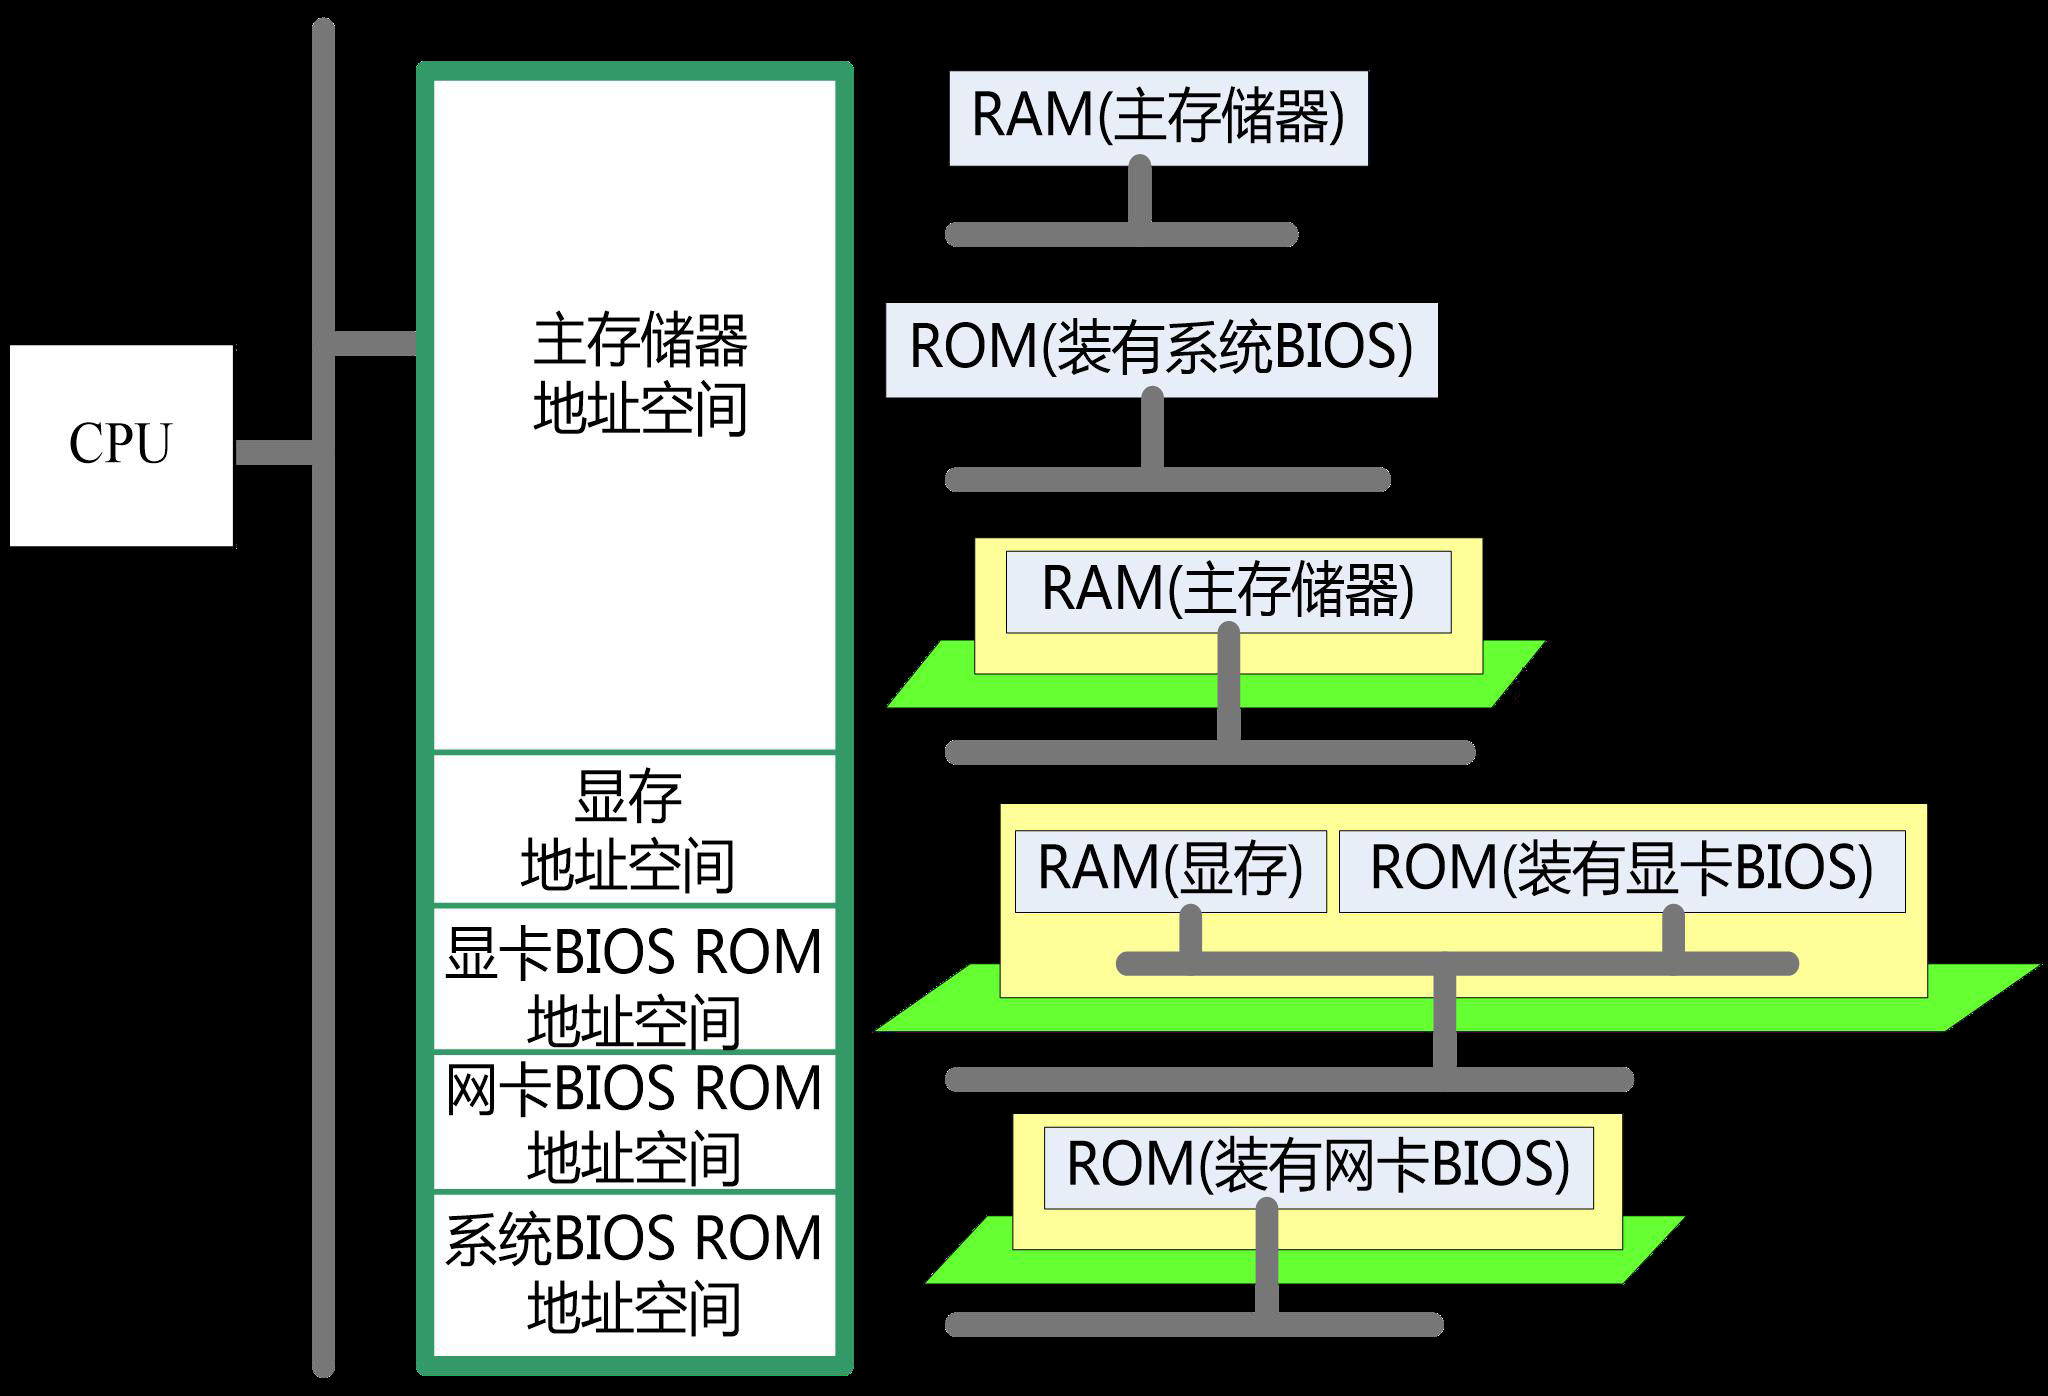 CPU
主存储器
地址空间
显存
地址空间
显卡BIOS ROM
地址空间
网卡BIOS ROM
地址空间
系统BIOS ROM
地址空间
RAM(主存储器)
ROM(装有系统BIOS)
RAM(主存储器)
RAM(显存)
ROM(装有显卡BIOS)
ROM(装有网卡BIOS)